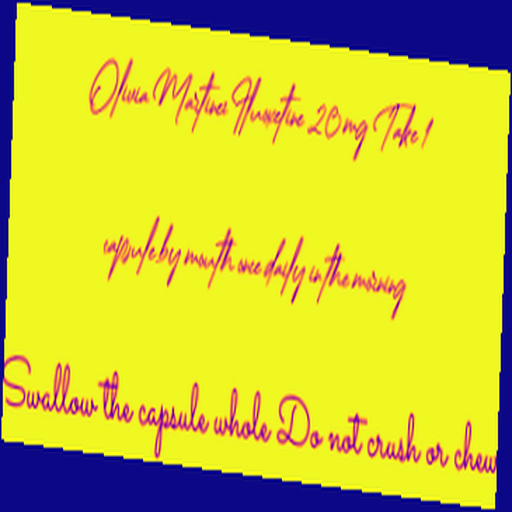 Olivia Martinez Fluoxetine 20 mg Take 1
capsule by mouth once daily in the morning
Swallow the capsule whole Do not crush or chew